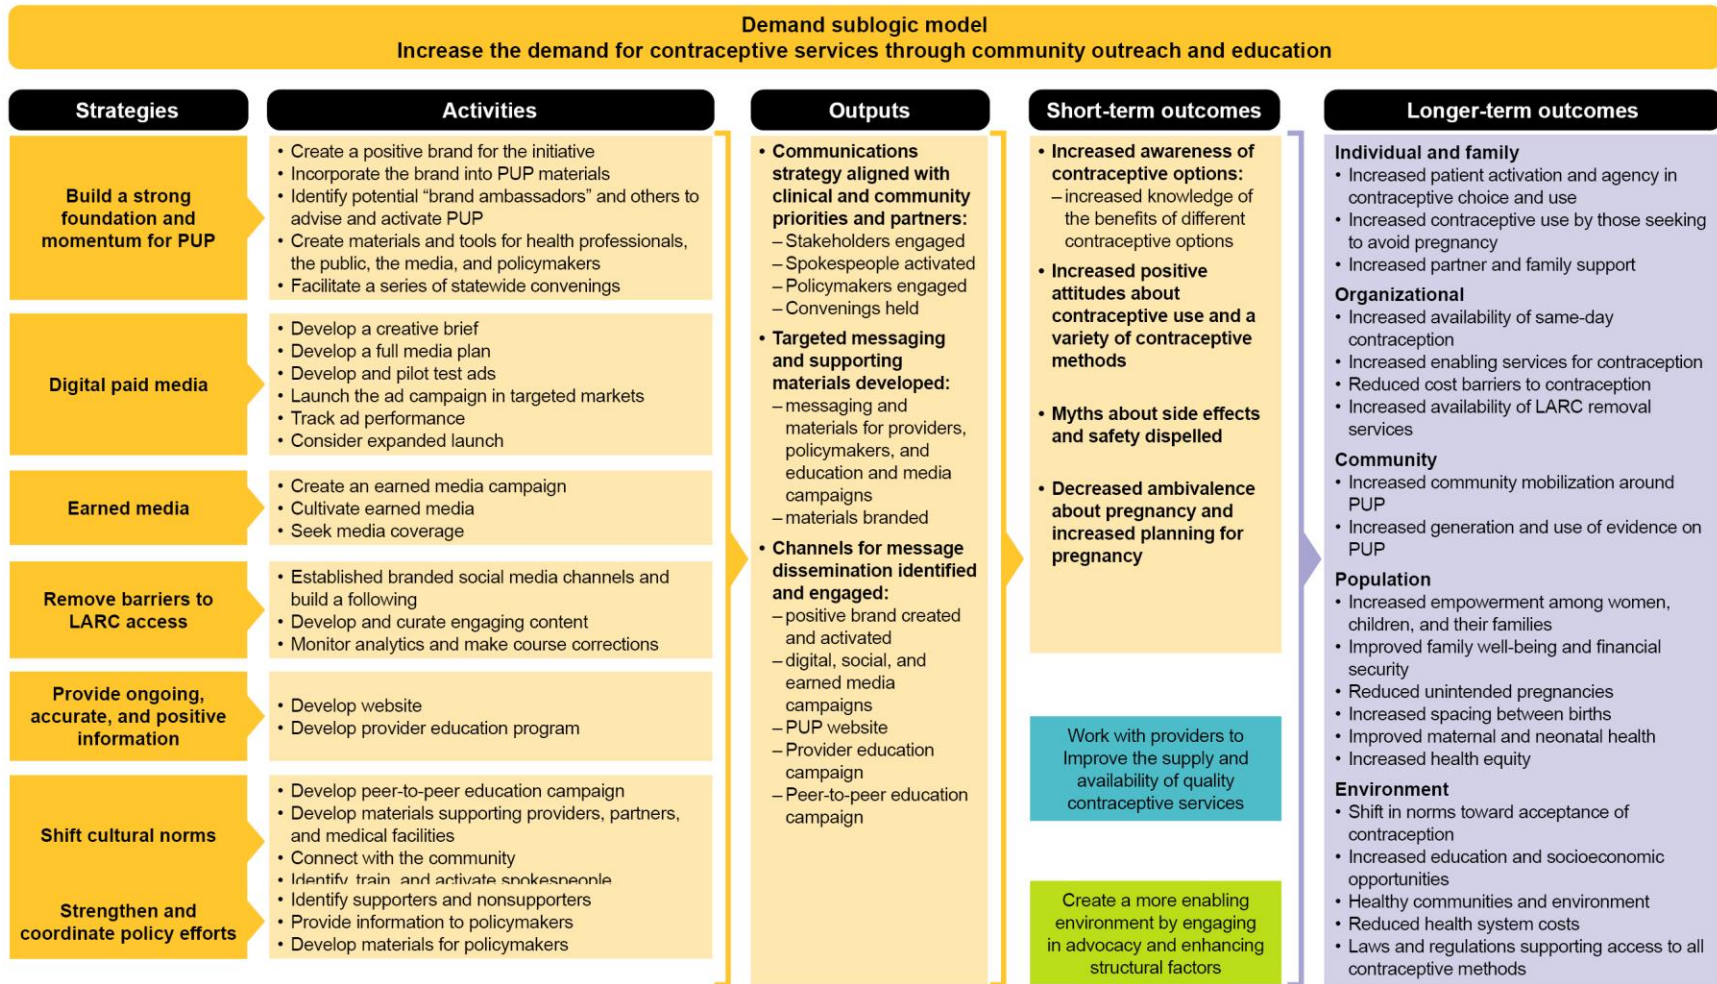 Demand sublogic model
Increase the demand for contraceptive services through community outreach and education
Strategies
Activities
Outputs
Short-term outcomes
Longer-term outcomes
Build a strong
foundation and
momentum for PUP
• Create a positive brand for the initiative
• Incorporate the brand into PUP materials
• Identify potential “brand ambassadors” and others to
advise and activate PUP
• Create materials and tools for health professionals,
the public, the media, and policymakers
• Facilitate a series of statewide convenings
Digital paid media
• Develop a creative brief
• Develop a full media plan
• Develop and pilot test ads
• Launch the ad campaign in targeted markets
• Track ad performance
• Consider expanded launch
Earned media
• Create an earned media campaign
• Cultivate earned media
• Seek media coverage
Remove barriers to
LARC access
• Established branded social media channels and
build a following
• Develop and curate engaging content
• Monitor analytics and make course corrections
Provide ongoing,
accurate, and positive
information
• Develop website
• Develop provider education program
Shift cultural norms
• Develop peer-to-peer education campaign
• Develop materials supporting providers, partners,
and medical facilities
• Connect with the community
• Identify, train, and activate spokespeople
Strengthen and
coordinate policy efforts
• Identify supporters and nonsupporters
• Provide information to policymakers
• Develop materials for policymakers
• Communications
strategy aligned with
clinical and community
priorities and partners:
– Stakeholders engaged
– Spokespeople activated
– Policymakers engaged
– Convenings held
• Targeted messaging
and supporting
materials developed:
– messaging and
materials for providers,
policymakers, and
education and media
campaigns
– materials branded
• Channels for message
dissemination identified
and engaged:
– positive brand created
and activated
– digital, social, and
earned media
campaigns
– PUP website
– Provider education
campaign
– Peer-to-peer education
campaign
• Increased awareness of
contraceptive options:
– increased knowledge of
the benefits of different
contraceptive options
• Increased positive
attitudes about
contraceptive use and a
variety of contraceptive
methods
• Myths about side effects
and safety dispelled
• Decreased ambivalence
about pregnancy and
increased planning for
pregnancy
Work with providers to
Improve the supply and
availability of quality
contraceptive services
Create a more enabling
environment by engaging
in advocacy and enhancing
structural factors
Individual and family
• Increased patient activation and agency in
contraceptive choice and use
• Increased contraceptive use by those seeking
to avoid pregnancy
• Increased partner and family support
Organizational
• Increased availability of same-day
contraception
• Increased enabling services for contraception
• Reduced cost barriers to contraception
• Increased availability of LARC removal
services
Community
• Increased community mobilization around
PUP
• Increased generation and use of evidence on
PUP
Population
• Increased empowerment among women,
children, and their families
• Improved family well-being and financial
security
• Reduced unintended pregnancies
• Increased spacing between births
• Improved maternal and neonatal health
• Increased health equity
Environment
• Shift in norms toward acceptance of
contraception
• Increased education and socioeconomic
opportunities
• Healthy communities and environment
• Reduced health system costs
• Laws and regulations supporting access to all
contraceptive methods